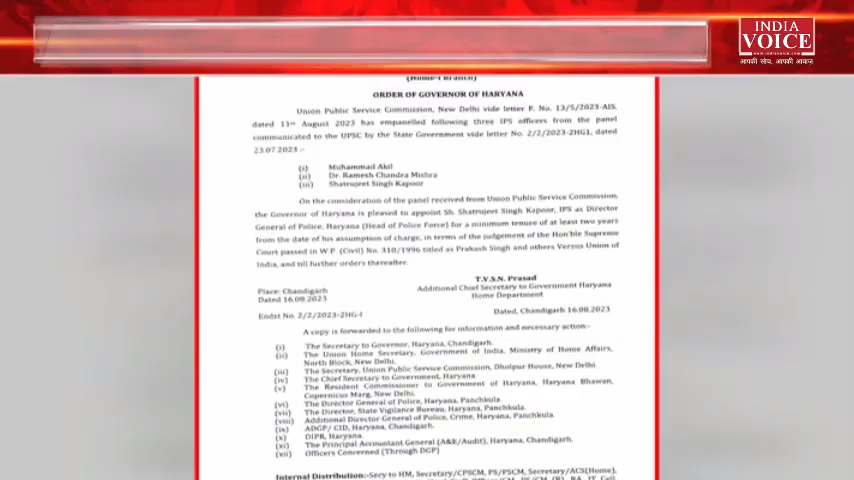 INDIA
VOICE
www.indiavoice.com
आपकी सोच, आपकी आवाज़
(Home-I Branch)
ORDER OF GOVERNOR OF HARYANA
Union Public Service Commission, New Delhi vide letter F. No. 13/5/2023-AIS,
dated 11th August 2023 has empanelled following three IPS officers from the panel
communicated to the UPSC by the State Government vide letter No. 2/2/2023-2HG1, dated
23.07.2023 :-
(i) Muhammad Akil
(ii) Dr. Ramesh Chandra Mishra
(iii) Shatrujeet Singh Kapoor
On the consideration of the panel received from Union Public Service Commission,
the Governor of Haryana is pleased to appoint Sh. Shatrujeet Singh Kapoor, IPS as Director
General of Police, Haryana (Head of Police Force) for a minimum tenure of at least two years
from the date of his assumption of charge, in terms of the judgement of the Hon'ble Supreme
Court passed in W.P. (Civil) No. 310/1996 titled as Prakash Singh and others Versus Union of
India, and till further orders thereafter.
T.V.S.N. Prasad
Place: Chandigarh Additional Chief Secretary to Government Haryana
Dated 16.08.2023 Home Department
Endst No. 2/2/2023-2HG-I Dated, Chandigarh 16.08.2023
A copy is forwarded to the following for information and necessary action:-
(i) The Secretary to Governor, Haryana, Chandigarh.
(ii) The Union Home Secretary, Government of India, Ministry of Home Affairs,
North Block, New Delhi.
(iii) The Secretary, Union Public Service Commission, Dholpur House, New Delhi.
(iv) The Chief Secretary to Government, Haryana
(v) The Resident Commissioner to Government of Haryana, Haryana Bhawan,
Copernicus Marg, New Delhi.
(vi) The Director General of Police, Haryana, Panchkula.
(vii) The Director, State Vigilance Bureau, Haryana, Panchkula.
(viii) Additional Director General of Police, Crime, Haryana, Panchkula.
(ix) ADGP/ CID, Haryana, Chandigarh.
(x) DIPR, Haryana.
(xi) The Principal Accountant General (A&E/Audit), Haryana, Chandigarh.
(xii) Officers Concerned (Through DGP)
Internal Distribution:-Secy to HM, Secretary/CPSCM, PS/PSCM, Secretary/ACS(Home),